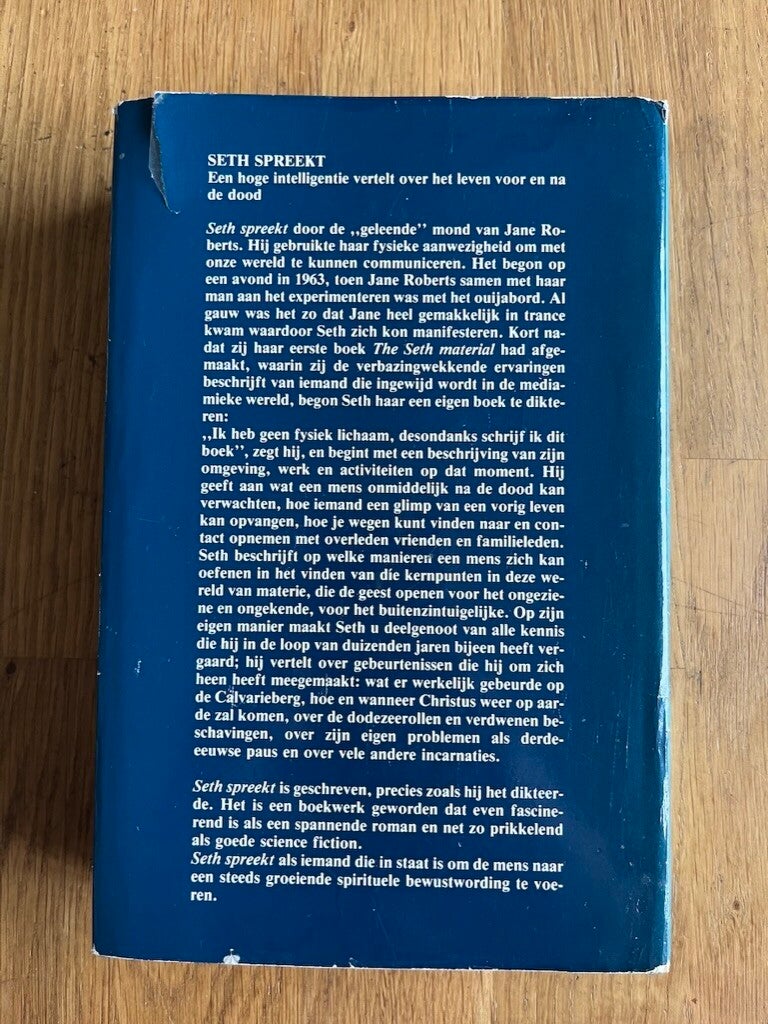 SETH SPREEKT
Een hoge intelligentie vertelt over het leven voor en na
de dood
Seth spreekt door de ,,geleende'' mond van Jane Ro-
berts. Hij gebruikte haar fysieke aanwezigheid om met
onze wereld te kunnen communiceren. Het begon op
een avond in 1963, toen Jane Roberts samen met haar
man aan het experimenteren was met het ouijabord. Al
gauw was het zo dat Jane heel gemakkelijk in trance
kwam waardoor Seth zich kon manifesteren. Kort na-
dat zij haar eerste boek The Seth material had afge-
maakt, waarin zij de verbazingwekkende ervaringen
beschrijft van iemand die ingewijd wordt in de media-
mieke wereld, begon Seth haar een eigen boek te dikte-
ren:
,,Ik heb geen fysiek lichaam, desondanks schrijf ik dit
boek'', zegt hij, en begint met een beschrijving van zijn
omgeving, werk en activiteiten op dat moment. Hij
geeft aan wat een mens onmiddelijk na de dood kan
verwachten, hoe iemand een glimp van een vorig leven
kan opvangen, hoe je wegen kunt vinden naar en con-
tact opnemen met overleden vrienden en familieleden.
Seth beschrijft op welke manieren een mens zich kan
oefenen in het vinden van die kernpunten in deze we-
reld van materie, die de geest openen voor het ongezie-
ne en ongekende, voor het buitenzintuigelijke. Op zijn
eigen manier maakt Seth u deelgenoot van alle kennis
die hij in de loop van duizenden jaren bijeen heeft ver-
gaard; hij vertelt over gebeurtenissen die hij om zich
heen heeft meegemaakt: wat er werkelijk gebeurde op
de Calvarieberg, hoe en wanneer Christus weer op aar-
de zal komen, over de dodezeerollen en verdwenen be-
schavingen, over zijn eigen problemen als derde-
eeuwse paus en over vele andere incarnaties.
Seth spreekt is geschreven, precies zoals hij het dikteer-
de. Het is een boekwerk geworden dat even fascine-
rend is als een spannende roman en net zo prikkelend
als goede science fiction.
Seth spreekt als iemand die in staat is om de mens naar
een steeds groeiende spirituele bewustwording te voe-
ren.